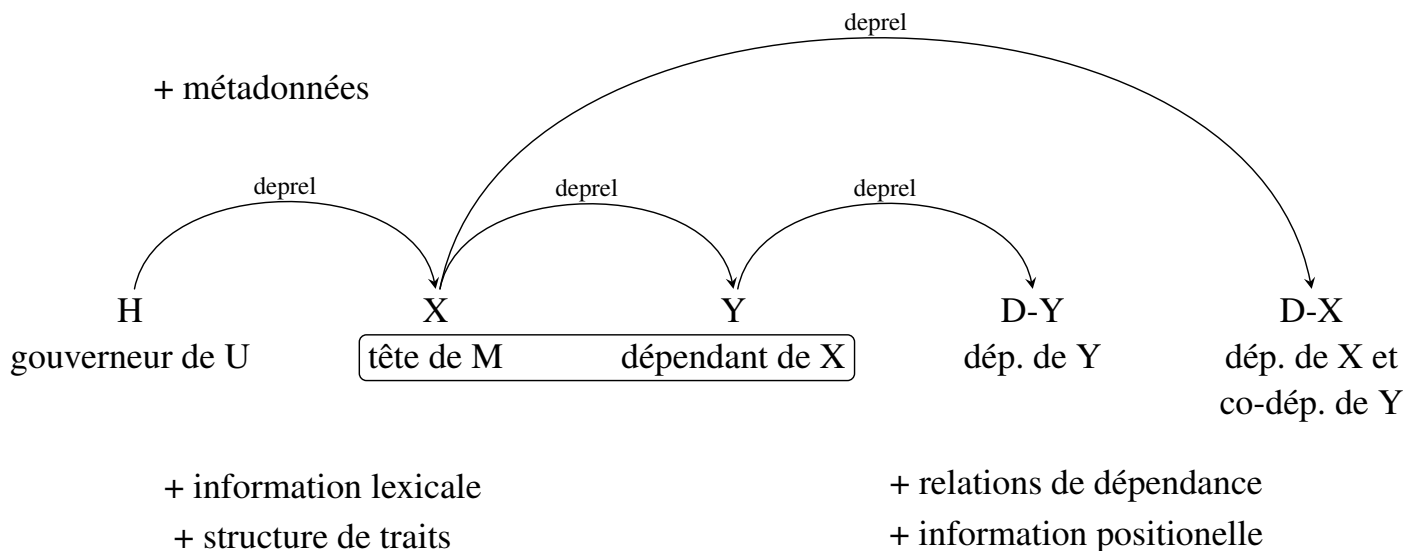 deprel
+ métadonnées
deprel deprel deprel
H X Y D-Y D-X
gouverneur de U tête de M dépendant de X dép. de Y dép. de X et
co-dép. de Y
+ information lexicale + relations de dépendance
+ structure de traits + information positionelle